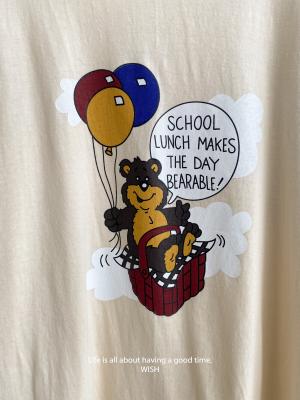 SCHOOL
LUNCH MAKES
THE DAY
BEARABLE!
Life is all about having a good time.
WISH